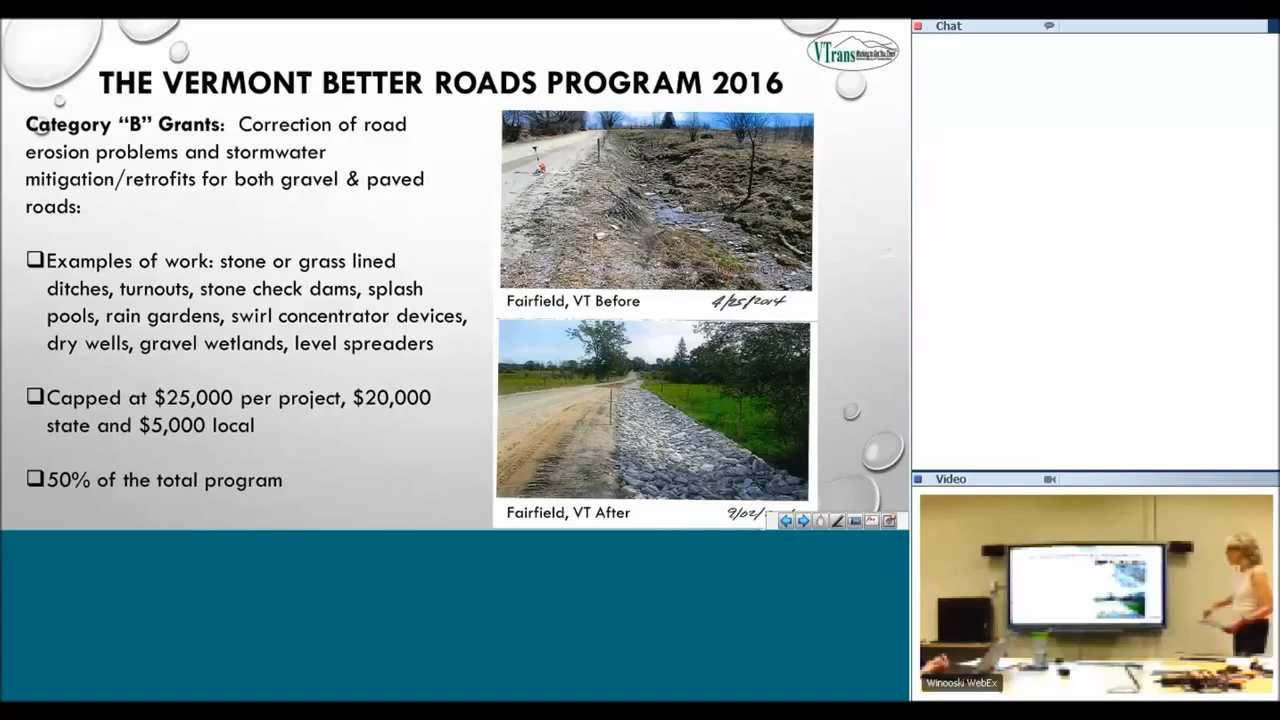 THE VERMONT BETTER ROADS PROGRAM 2016
VTrans
Category “B” Grants: Correction of road
erosion problems and stormwater
mitigation/retrofits for both gravel & paved
roads:
Examples of work: stone or grass lined
ditches, turnouts, stone check dams, splash
pools, rain gardens, swirl concentrator devices,
dry wells, gravel wetlands, level spreaders
Capped at $25,000 per project, $20,000
state and $5,000 local
50% of the total program
Fairfield, VT Before 4/25/2014
Fairfield, VT After 9/02/
Chat
Video
Winooski WebEx